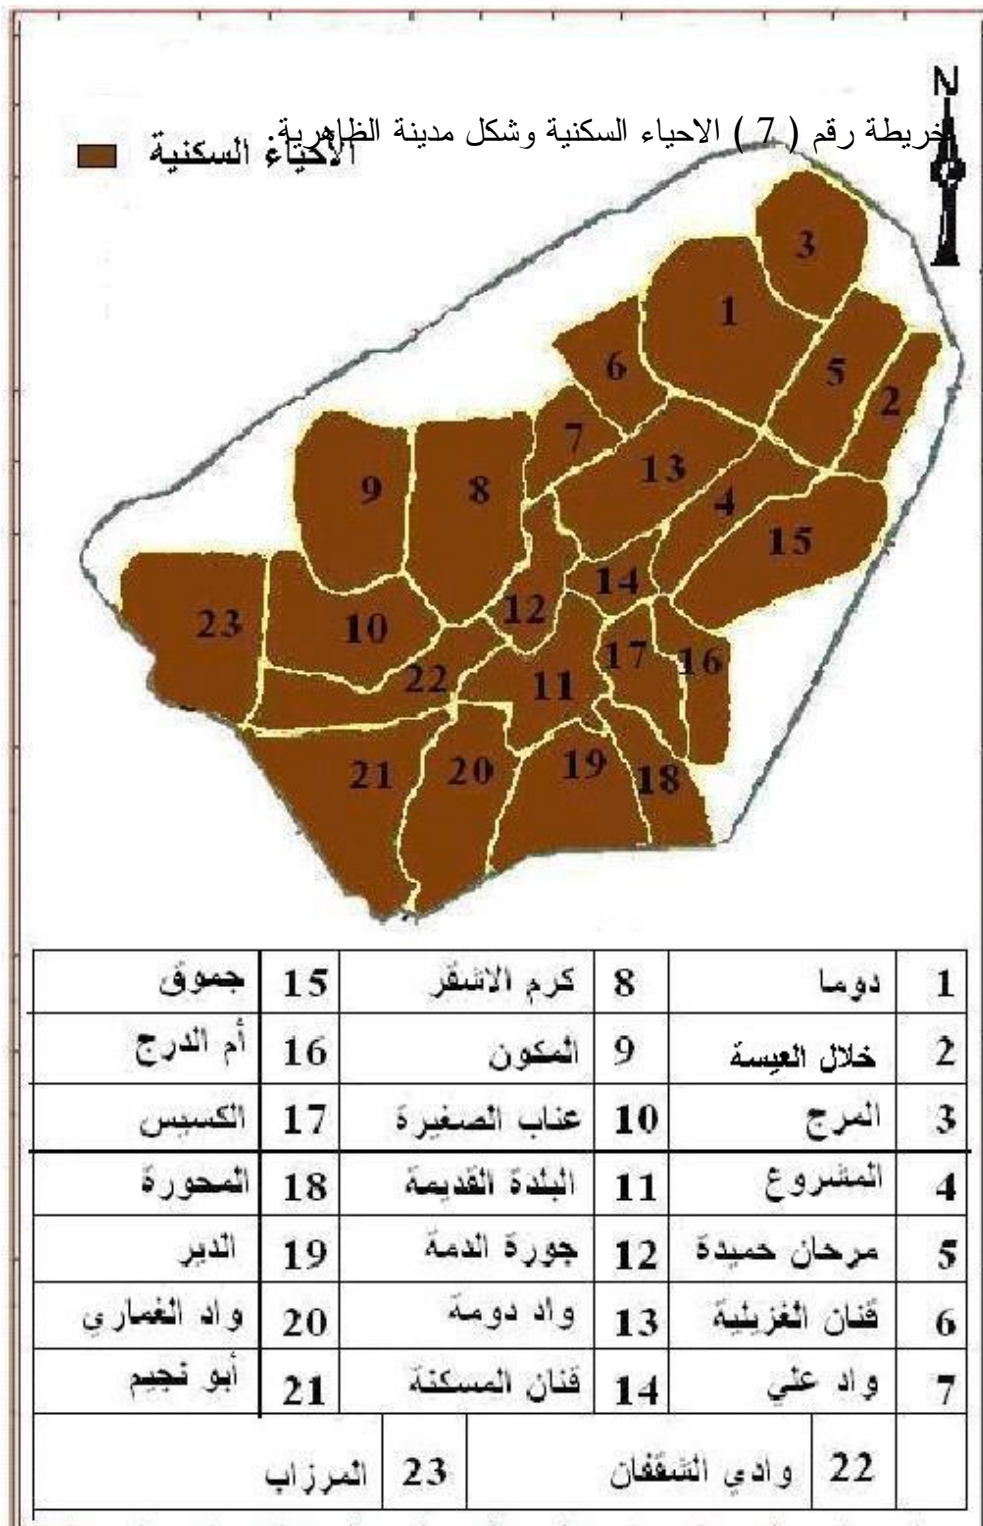 N
خريطة رقم ( 7 ) الاحياء السكنية وشكل مدينة الظاهرية.
الأحياء السكنية
3
1
5
6
2
7
13
9
8
4
15
14
12
23
10
17
16
22
11
21
20
19
18
1 دوما 8 كرم الاشقر 15 جموق
2 خلال العيسة 9 المكون 16 أم الدرج
3 المرج 10 عناب الصغيرة 17 الكسيس
4 المشروع 11 البلدة القديمة 18 المحورة
5 مرحان حميدة 12 جورة الدمة 19 الدير
6 قنان الغزيلية 13 واد دومة 20 واد الغماري
7 واد علي 14 قنان المسكنة 21 أبو نجيم
22 وادي الشقفان 23 المرزاب